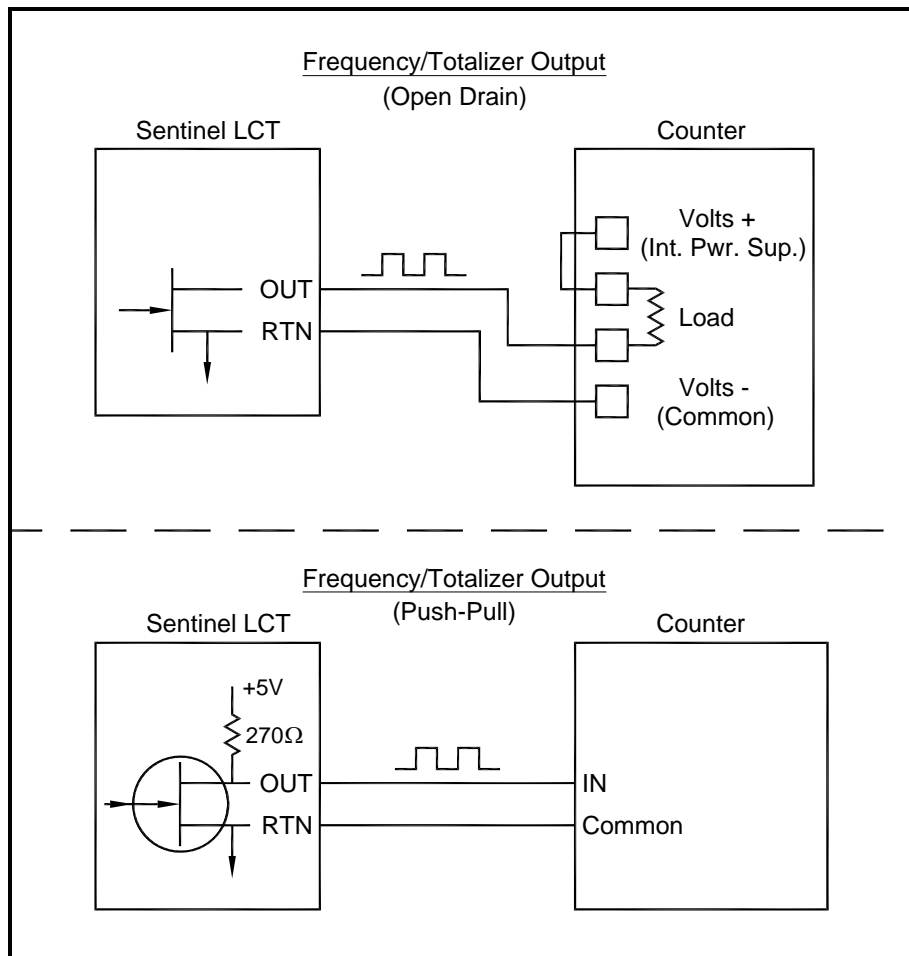 Frequency/Totalizer Output
(Open Drain)
Sentinel LCT
Counter
Volts +
(Int. Pwr. Sup.)
OUT
Load
RTN
Volts -
(Common)
Frequency/Totalizer Output
(Push-Pull)
Sentinel LCT
Counter
+5V
270Ω
OUT
IN
RTN
Common